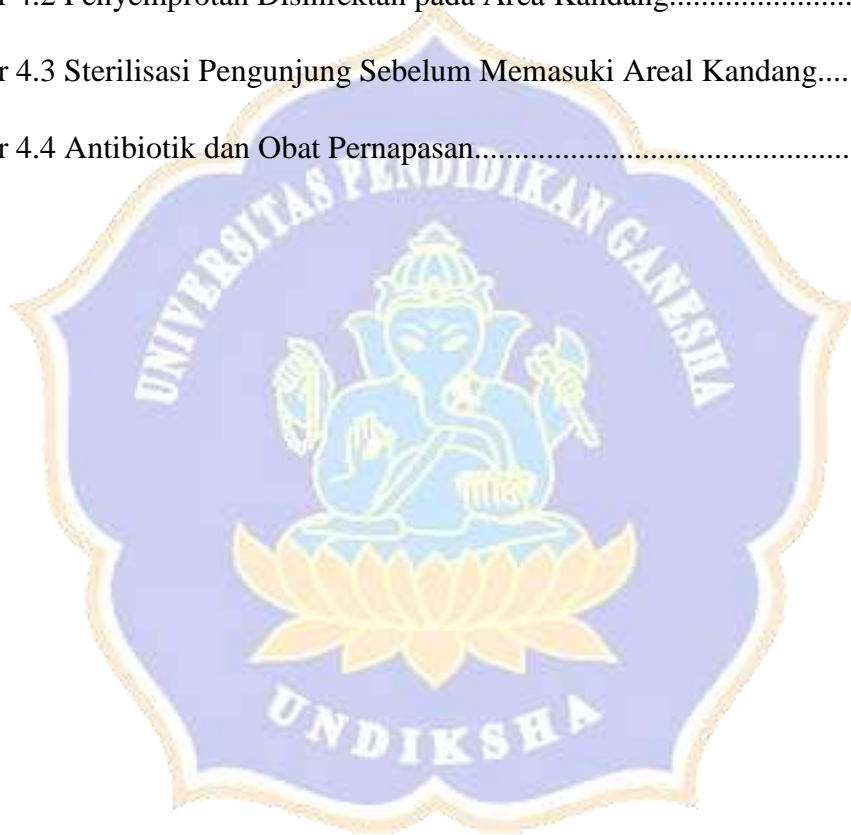 r 4.2 Penyemprotan Disinfektan pada Area Kandang........................
r 4.3 Sterilisasi Pengunjung Sebelum Memasuki Areal Kandang....
r 4.4 Antibiotik dan Obat Pernapasan.................................................
UNIVERSITAS PENDIDIKAN GANESHA
UNDIKSHA